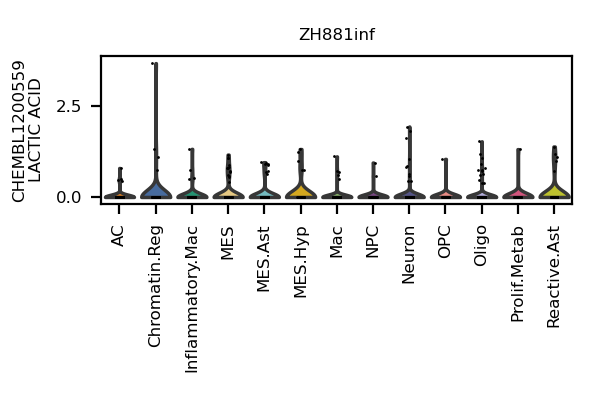 ZH881inf
CHEMBL1200559
LACTIC ACID
2.5
0.0
AC
Chromatin.Reg
Inflammatory.Mac
MES
MES.Ast
MES.Hyp
Mac
NPC
Neuron
OPC
Oligo
Prolif.Metab
Reactive.Ast